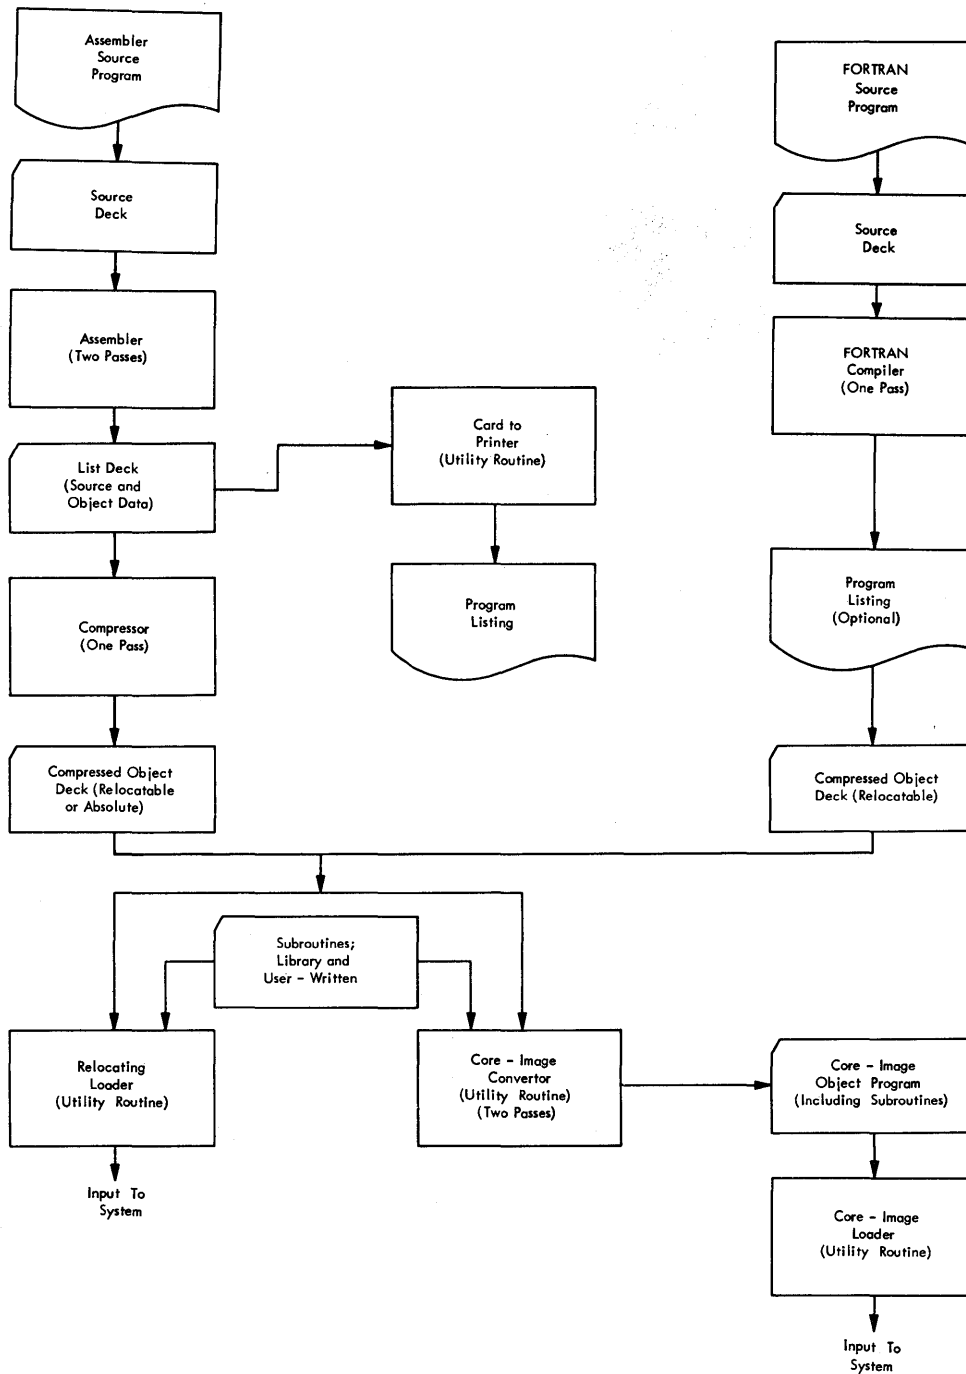 Assembler
Source
Program
FORTRAN
Source
Program
Source
Deck
Source
Deck
Assembler
(Two Passes)
FORTRAN
Compiler
(One Pass)
Card to
Printer
(Utility Routine)
List Deck
(Source and
Object Data)
Program
Listing
(Optional)
Program
Listing
Compressor
(One Pass)
Compressed Object
Deck (Relocatable
or Absolute)
Compressed Object
Deck (Relocatable)
Subroutines;
Library and
User - Written
Relocating
Loader
(Utility Routine)
Core - Image
Convertor
(Utility Routine)
(Two Passes)
Core - Image
Object Program
(Including Subroutines)
Input To
System
Core - Image
Loader
(Utility Routine)
Input To
System